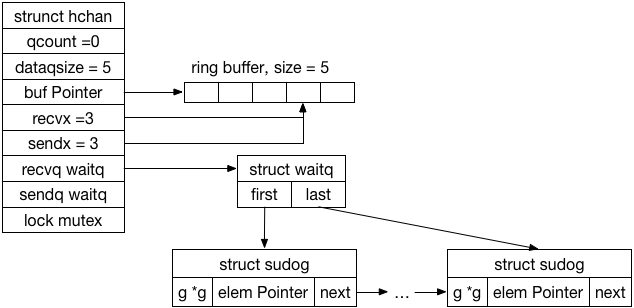 strunct hchan
qcount =0
dataqsize = 5
buf Pointer
recvx =3
sendx = 3
recvq waitq
sendq waitq
lock mutex
ring buffer, size = 5
struct waitq
first last
struct sudog
g *g elem Pointer next
...
struct sudog
g *g elem Pointer next